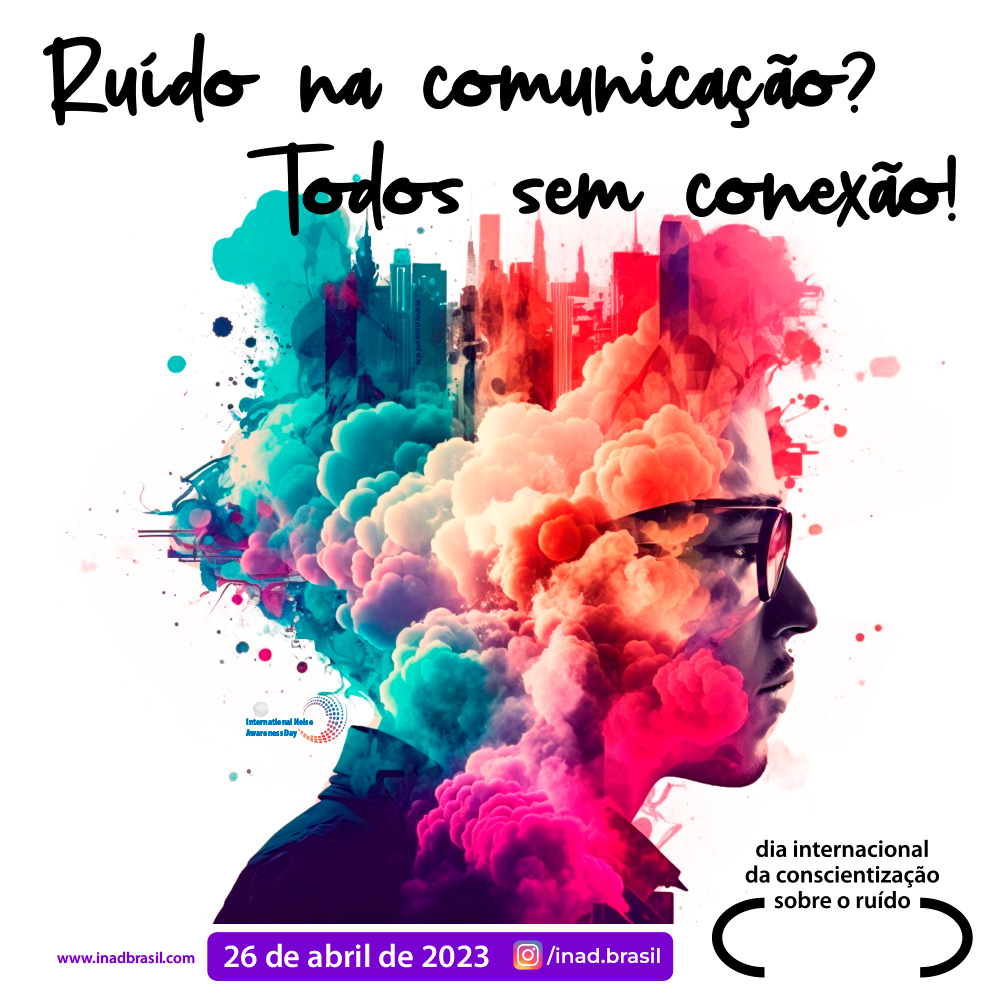 Ruído na comunicação?
Todos sem conexão!
International Noise
Awareness Day
dia internacional
da conscientização
sobre o ruído
www.inadbrasil.com
26 de abril de 2023
/inad.brasil